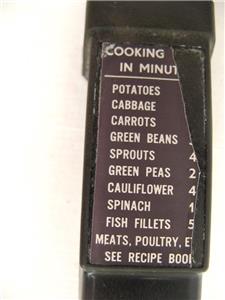 COOKING
IN MINUT
POTATOES
CABBAGE
CARROTS
GREEN BEANS
SPROUTS 4
GREEN PEAS 2
CAULIFLOWER 4
SPINACH 1
FISH FILLETS 5
MEATS, POULTRY, ET
SEE RECIPE BOO